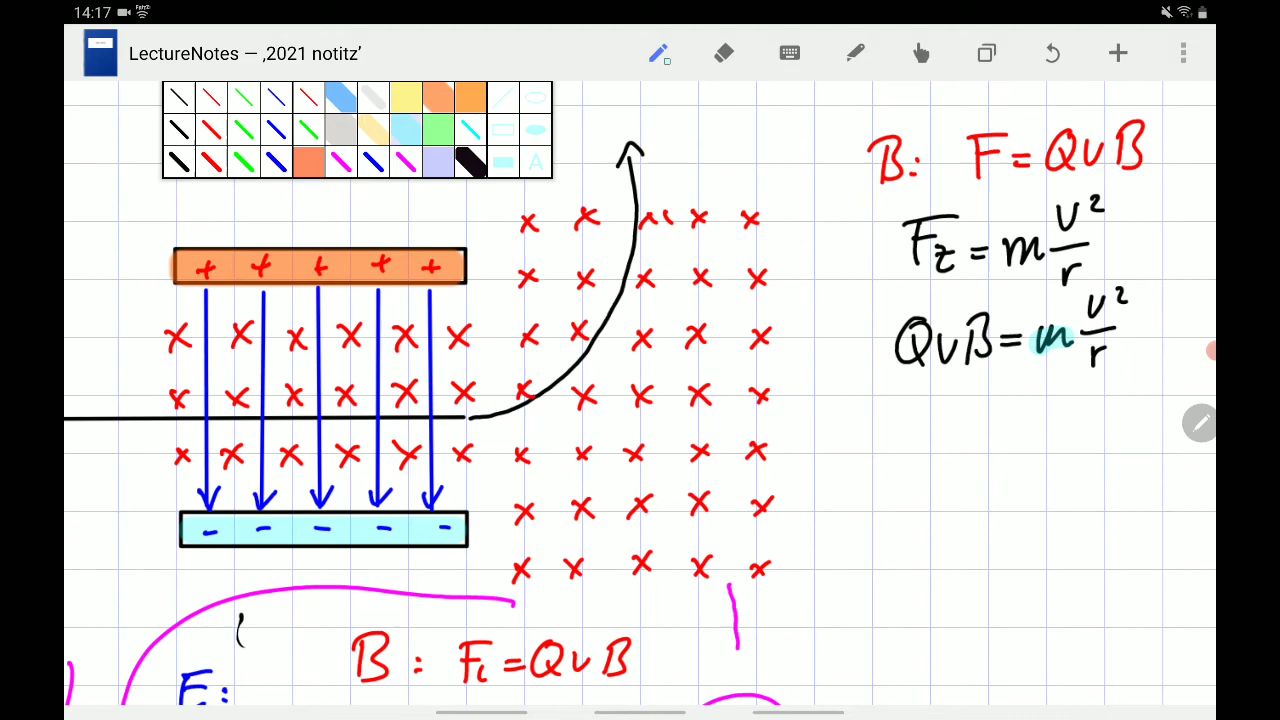 14:17
LectureNotes — ‚2021 notitz’
A
B: F = QvB
F_Z = m v²/r
QvB = m v²/r
+ + + + +
- - - - -
B: F_L = QvB
E: